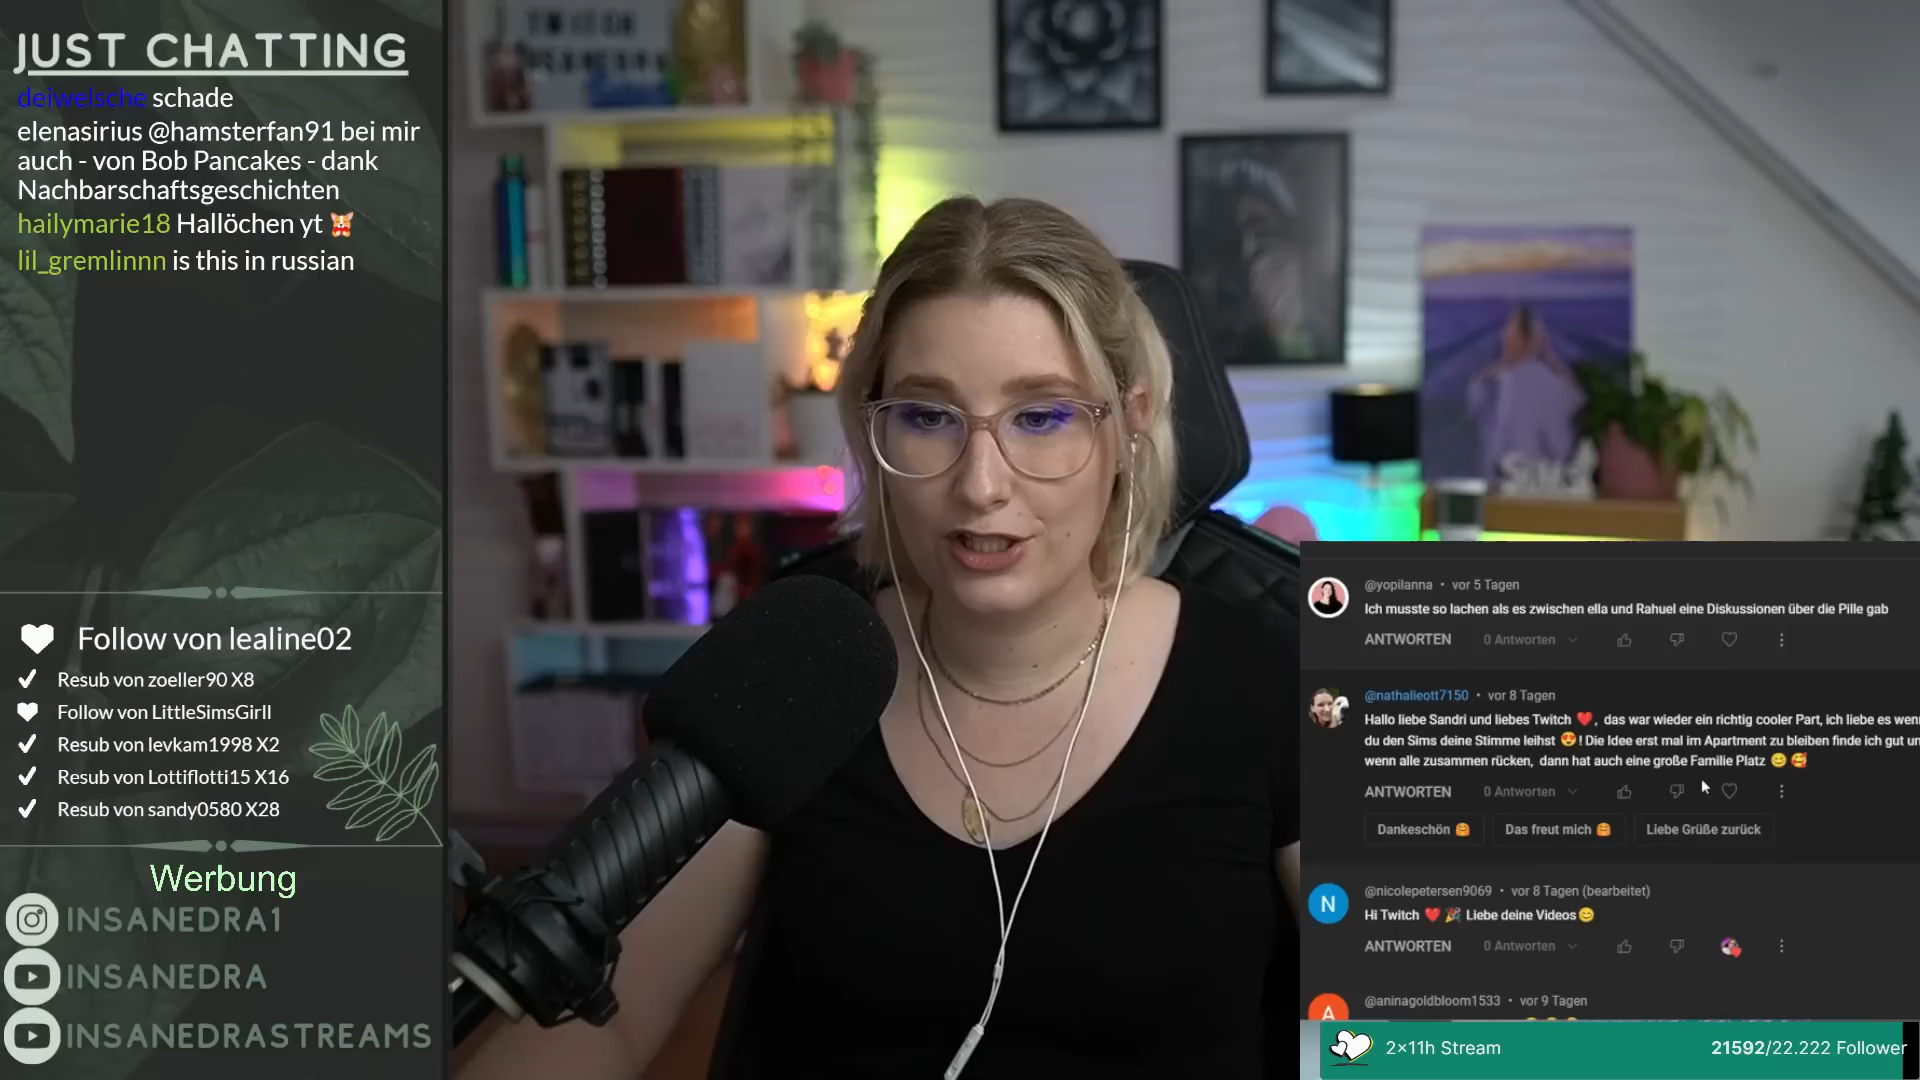 JUST CHATTING
deiwelsche schade
elenasirius @hamsterfan91 bei mir
auch - von Bob Pancakes - dank
Nachbarschaftsgeschichten
hailymarie18 Hallöchen yt
lil_gremlinnn is this in russian
Follow von lealine02
Resub von zoeller90 X8
Follow von LittleSimsGirll
Resub von levkam1998 X2
Resub von Lottiflotti15 X16
Resub von sandy0580 X28
Werbung
INSANEDRA1
INSANEDRA
INSANEDRASTREAMS
TWITCH
@yopilanna • vor 5 Tagen
Ich musste so lachen als es zwischen ella und Rahuel eine Diskussionen über die Pille gab
ANTWORTEN 0 Antworten
@nathalieott7150 • vor 8 Tagen
Hallo liebe Sandri und liebes Twitch ❤️, das war wieder ein richtig cooler Part, ich liebe es wenn
du den Sims deine Stimme leihst 😍! Die Idee erst mal im Apartment zu bleiben finde ich gut un
wenn alle zusammen rücken, dann hat auch eine große Familie Platz 😊 🥰
ANTWORTEN 0 Antworten
Dankeschön 🤗 Das freut mich 🤗 Liebe Grüße zurück
N
@nicolepetersen9069 • vor 8 Tagen (bearbeitet)
Hi Twitch ❤️ 🎉 Liebe deine Videos 😊
ANTWORTEN 0 Antworten
A
@aninagoldbloom1533 • vor 9 Tagen
2x11h Stream 21592/22.222 Follower